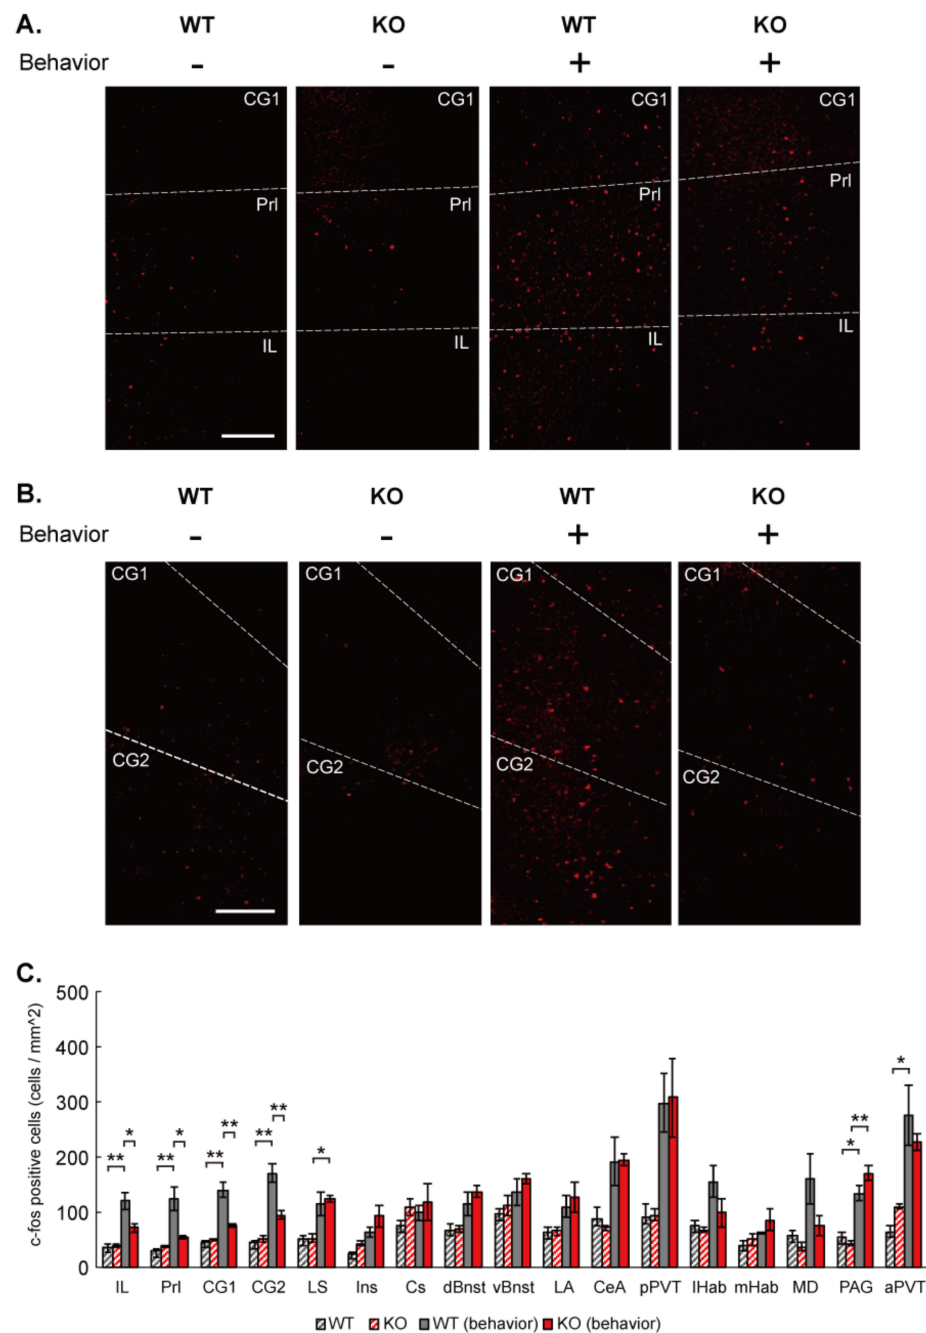 A.
WT KO WT KO
Behavior - - + +
CG1 CG1 CG1 CG1
Prl Prl Prl Prl
IL IL IL IL
B.
WT KO WT KO
Behavior - - + +
CG1 CG1 CG1 CG1
CG2 CG2 CG2 CG2
C.
c-fos positive cells (cells / mm^2)
500
400
300
200
100
0
** * ** * ** ** ** ** * * ** *
IL Prl CG1 CG2 LS Ins Cs dBnst vBnst LA CeA pPVT lHab mHab MD PAG aPVT
WT KO WT (behavior) KO (behavior)